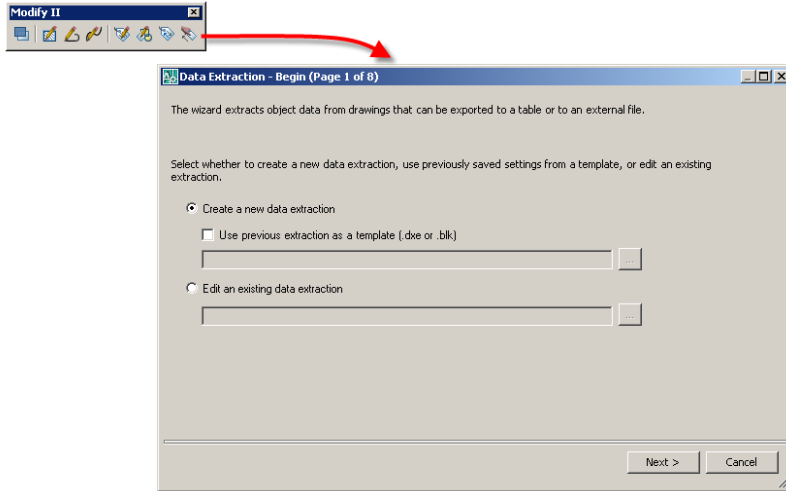 Modify II
Data Extraction - Begin (Page 1 of 8)
The wizard extracts object data from drawings that can be exported to a table or to an external file.
Select whether to create a new data extraction, use previously saved settings from a template, or edit an existing
extraction.
Create a new data extraction
Use previous extraction as a template (.dxe or .blk)
...
Edit an existing data extraction
...
Next >
Cancel